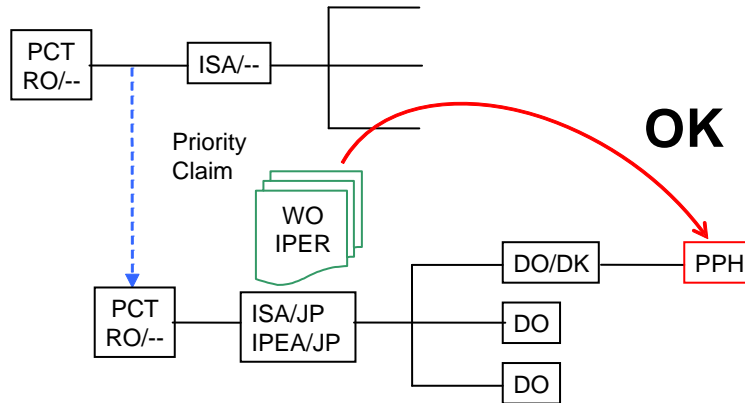 PCT
RO/--
ISA/--
OK
Priority
Claim
WO
IPER
DO/DK
PPH
PCT
RO/--
ISA/JP
IPEA/JP
DO
DO